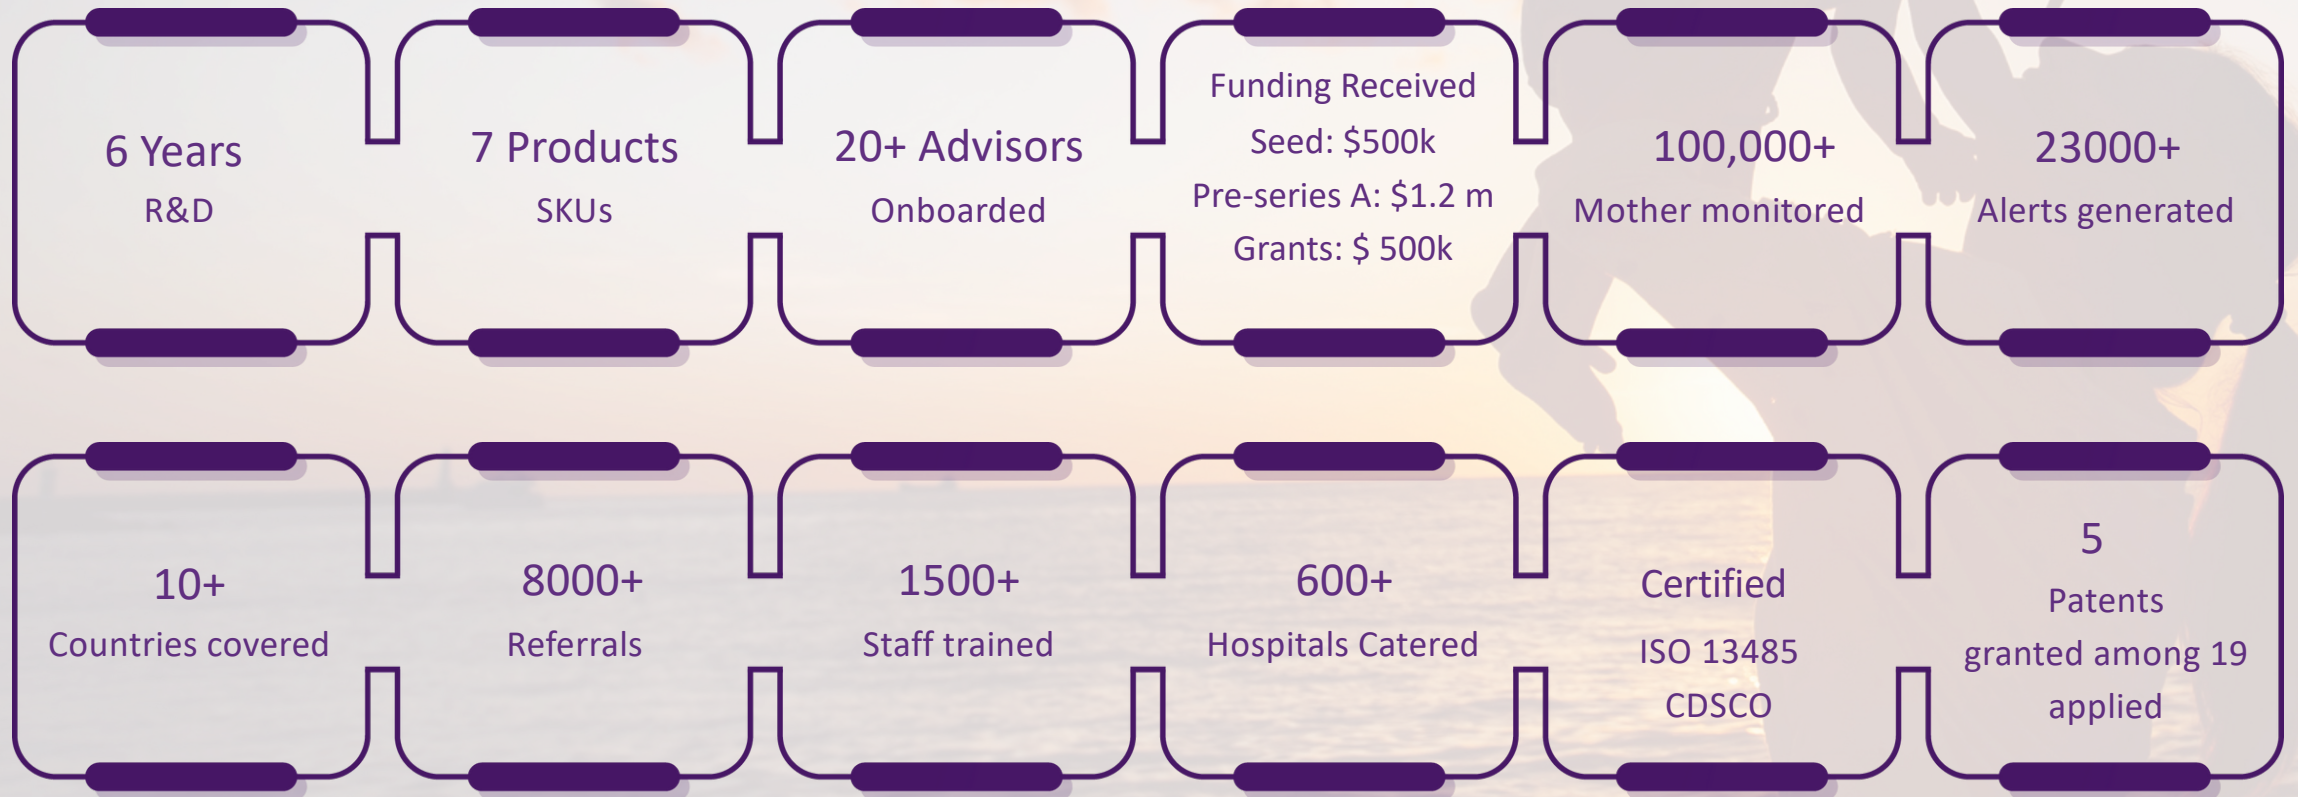 6 Years
R&D
7 Products
SKUs
20+ Advisors
Onboarded
Funding Received
Seed: $500k
Pre-series A: $1.2 m
Grants: $ 500k
100,000+
Mother monitored
23000+
Alerts generated
10+
Countries covered
8000+
Referrals
1500+
Staff trained
600+
Hospitals Catered
Certified
ISO 13485
CDSCO
5
Patents
granted among 19
applied